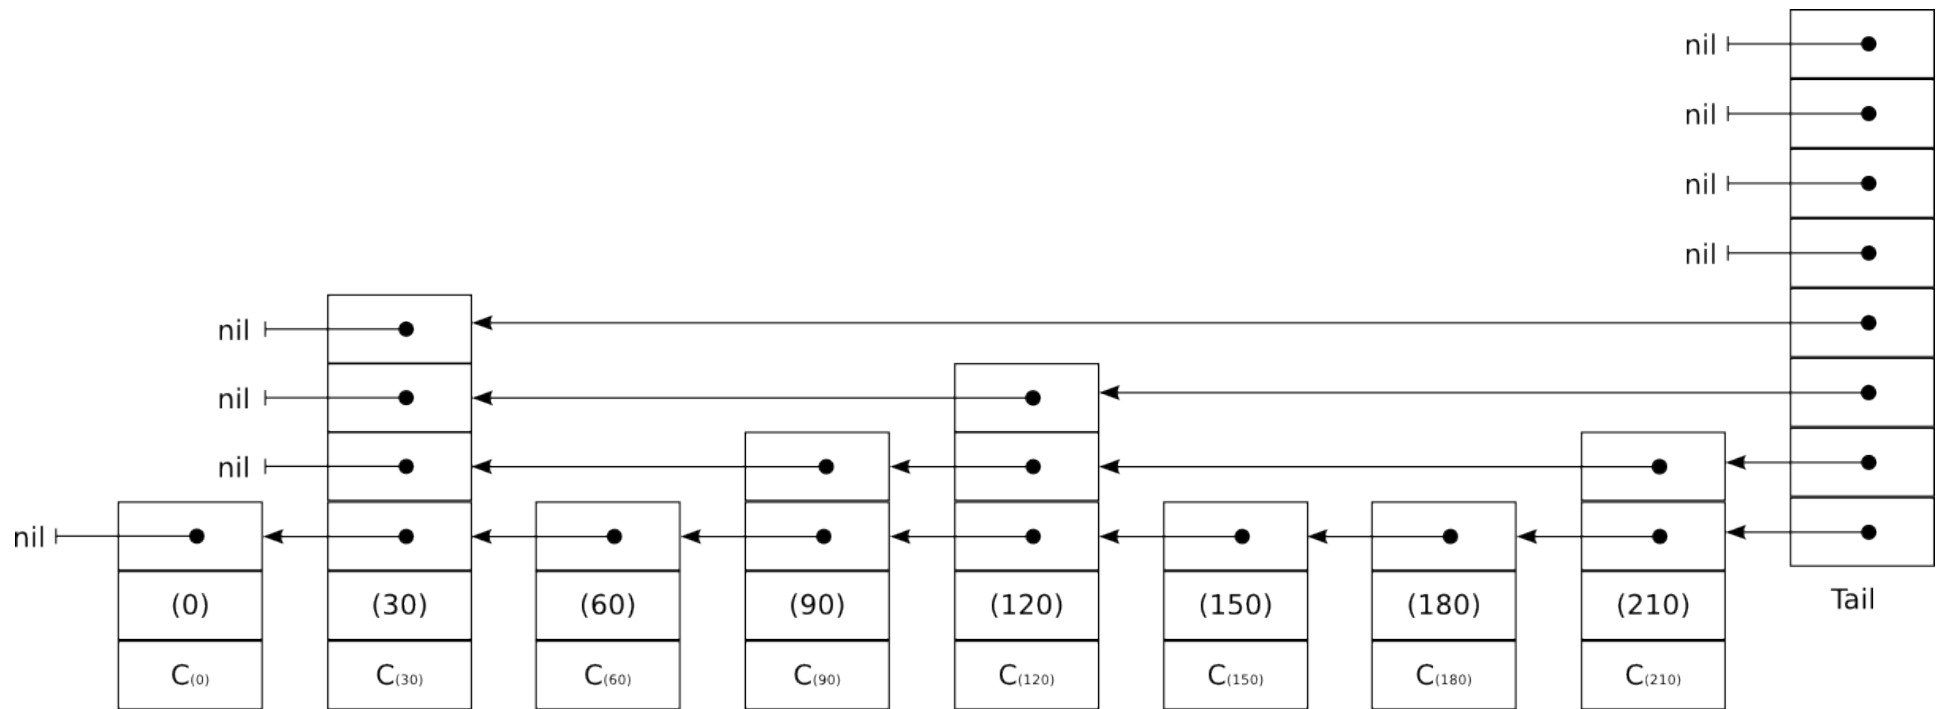 nil
nil
nil
nil
nil
nil
nil
nil
(0) (30) (60) (90) (120) (150) (180) (210) Tail
C(0) C(30) C(60) C(90) C(120) C(150) C(180) C(210)